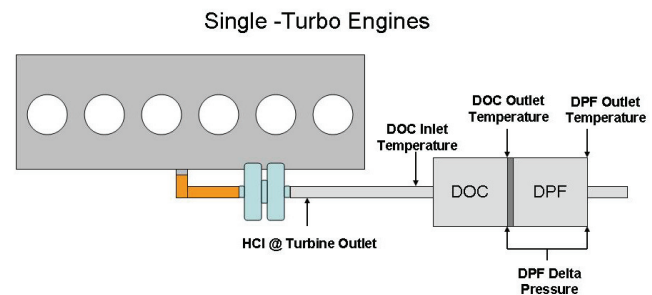 Single -Turbo Engines
DOC Outlet
Temperature
DPF Outlet
Temperature
DOC Inlet
Temperature
DOC
DPF
HCI @ Turbine Outlet
DPF Delta
Pressure